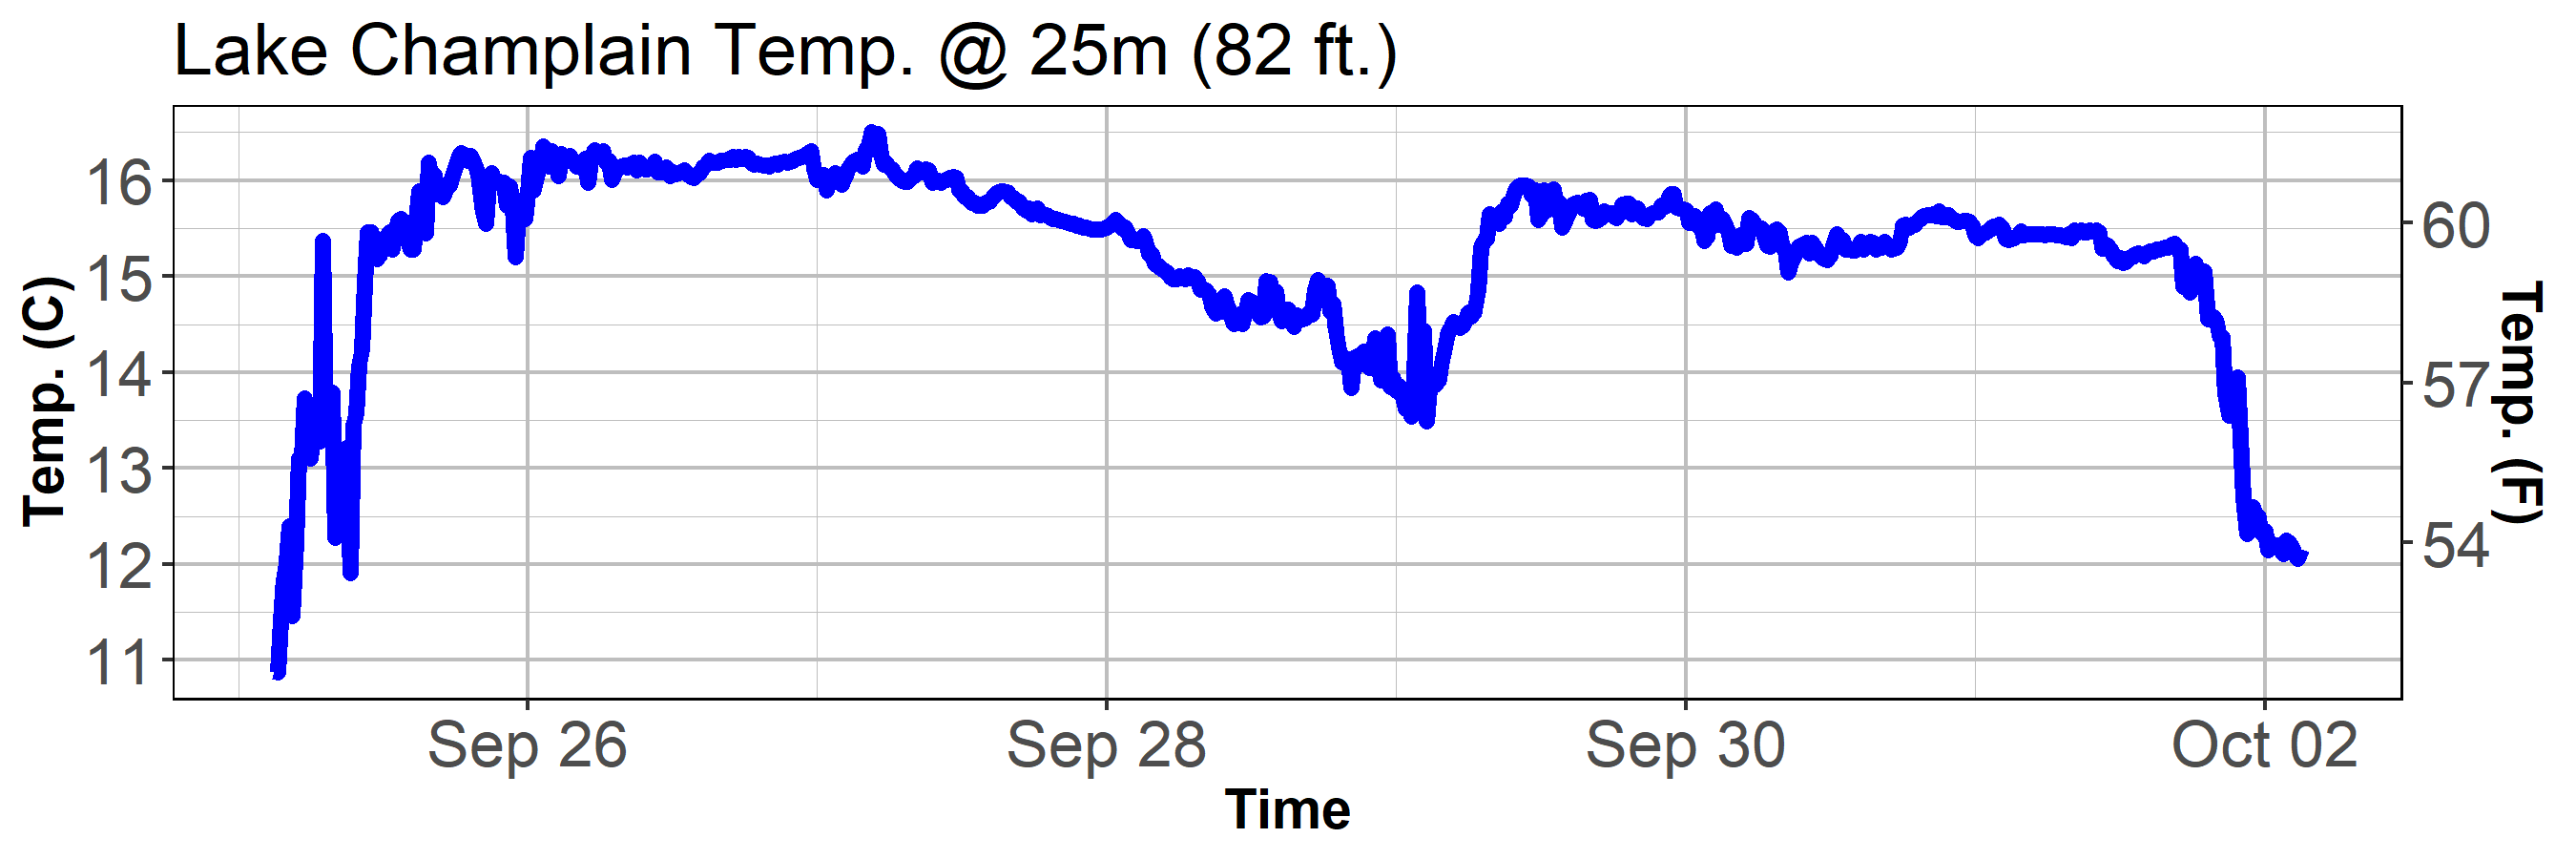 Lake Champlain Temp. @ 25m (82 ft.)
Temp. (C)
16
15
14
13
12
11
60
57
54
Temp. (F)
Sep 26
Sep 28
Sep 30
Oct 02
Time